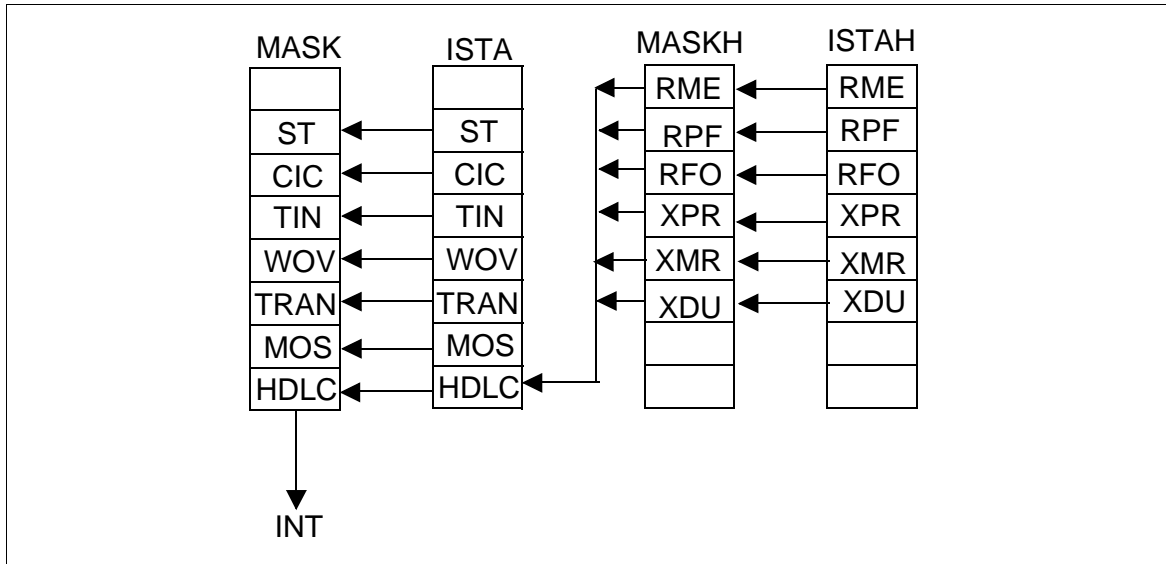 MASK ISTA MASKH ISTAH
RME RME
ST ST RPF RPF
CIC CIC RFO RFO
TIN TIN XPR XPR
WOV WOV XMR XMR
TRAN TRAN XDU XDU
MOS MOS
HDLC HDLC
INT